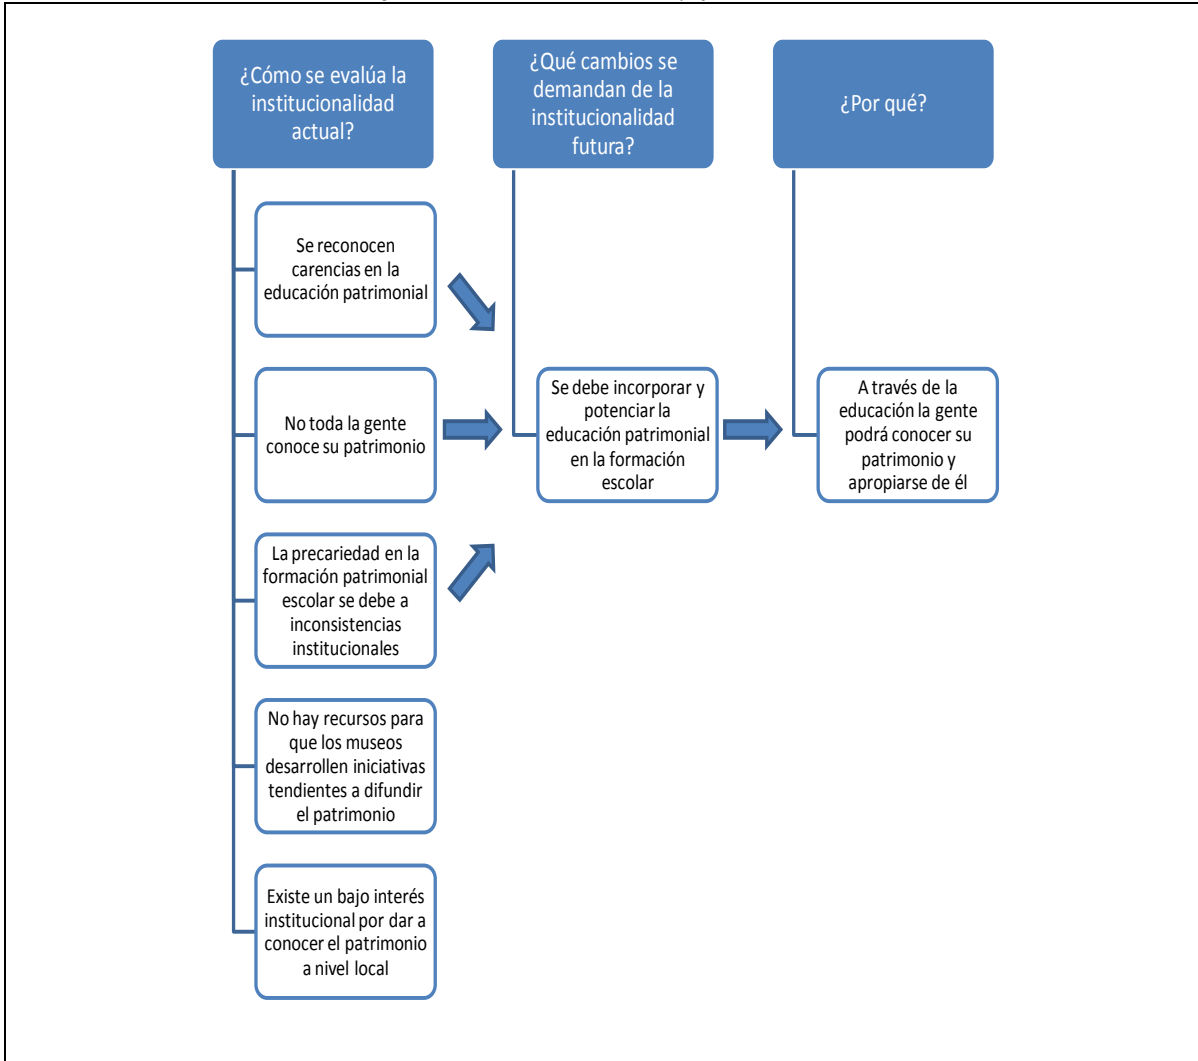 ¿Cómo se evalúa la
institucionalidad
actual?
¿Qué cambios se
demandan de la
institucionalidad
futura?
¿Por qué?
Se reconocen
carencias en la
educación patrimonial
No toda la gente
conoce su patrimonio
La precariedad en la
formación patrimonial
escolar se debe a
inconsistencias
institucionales
No hay recursos para
que los museos
desarrollen iniciativas
tendientes a difundir
el patrimonio
Existe un bajo interés
institucional por dar a
conocer el patrimonio
a nivel local
Se debe incorporar y
potenciar la
educación patrimonial
en la formación
escolar
A través de la
educación la gente
podrá conocer su
patrimonio y
apropiarse de él